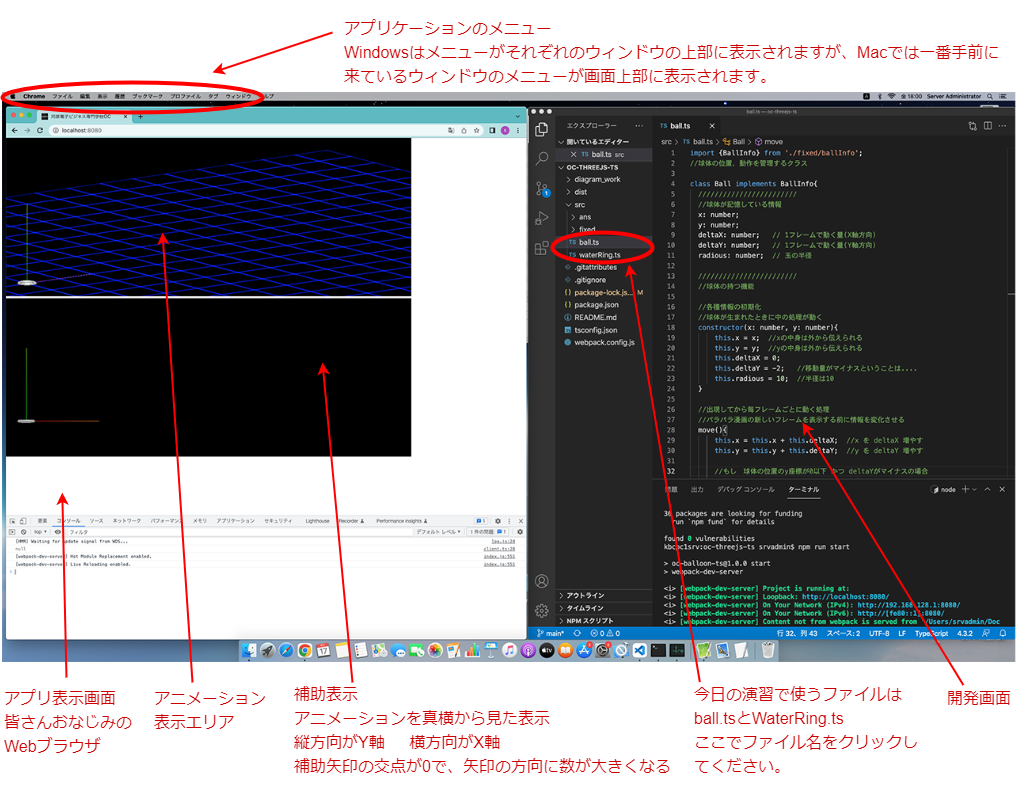 アプリケーションのメニュー
Windowsはメニューがそれぞれのウィンドウの上部に表示されますが、Macでは一番手前に
来ているウィンドウのメニューが画面上部に表示されます。
Chrome ファイル 編集 表示 履歴 ブックマーク プロファイル タブ ウィンドウ ヘルプ
金 18:00 Server Administrator
localhost:8080
ball.ts — oc-threejs-ts
エクスプローラー
開いているエディター
TS ball.ts src
OC-THREEJS-TS
diagram_work
dist
src
ans
fixed
TS ball.ts
TS waterRing.ts
.gitattributes
.gitignore
{} package-lock.js... M
{} package.json
README.md
tsconfig.json
webpack.config.js
アウトライン
タイムライン
NPM スクリプト
TS ball.ts
src > TS ball.ts > Ball > move
1 import {BallInfo} from './fixed/ballInfo';
2 //球体の位置、動作を管理するクラス
3
4 class Ball implements BallInfo{
5 ////////////////////////
6 //球体が記憶している情報
7 x: number;
8 y: number;
9 deltaX: number; // 1フレームで動く量(X軸方向)
10 deltaY: number; // 1フレームで動く量(Y軸方向)
11 radious: number; // 玉の半径
12
13 ////////////////////////
14 //球体の持つ機能
15
16 //各種情報の初期化
17 //球体が生まれたときに中の処理が動く
18 constructor(x: number, y: number){
19 this.x = x; //xの中身は外から伝えられる
20 this.y = y; //yの中身は外から伝えられる
21 this.deltaX = 0;
22 this.deltaY = -2; //移動量がマイナスということは....
23 this.radious = 10; //半径は10
24 }
25
26 //出現してから毎フレームごとに動く処理
27 //パラパラ漫画の新しいフレームを表示する前に情報を変化させる
28 move(){
29 this.x = this.x + this.deltaX; //x を deltaX 増やす
30 this.y = this.y + this.deltaY; //y を deltaY 増やす
31
32 //もし 球体の位置のy座標が0以下 かつ deltaYがマイナスの場合
問題 出力 デバッグ コンソール ターミナル node
36 packages are looking for funding
run `npm fund` for details
found 0 vulnerabilities
kbcoc1srv:oc-threejs-ts srvadmin$ npm run start
> oc-balloon-ts@1.0.0 start
> webpack-dev-server
<i> [webpack-dev-server] Project is running at:
<i> [webpack-dev-server] Loopback: http://localhost:8080/
<i> [webpack-dev-server] On Your Network (IPv4): http://192.168.128.1:8080/
<i> [webpack-dev-server] On Your Network (IPv6): http://[fe80::1]:8080/
<i> [webpack-dev-server] Content not from webpack is served from '/Users/srvadmin/Doc
main* 0 0 行 32、列 43 スペース: 2 UTF-8 LF TypeScript 4.3.2
要素 コンソール ソース ネットワーク パフォーマンス メモリ アプリケーション セキュリティ Lighthouse Recorder Performance insights
top フィルタ デフォルト レベル 1 件の問題: 1
[HMR] Waiting for update signal from WDS... log.js:24
null client.ts:28
[webpack-dev-server] Hot Module Replacement enabled. index.js:551
[webpack-dev-server] Live Reloading enabled. index.js:551
アプリ表示画面
皆さんおなじみの
Webブラウザ
アニメーション
表示エリア
補助表示
アニメーションを真横から見た表示
縦方向がY軸 横方向がX軸
補助矢印の交点が0で、矢印の方向に数が大きくなる
今日の演習で使うファイルは
ball.tsとWaterRing.ts
ここでファイル名をクリックし
てください。
開発画面